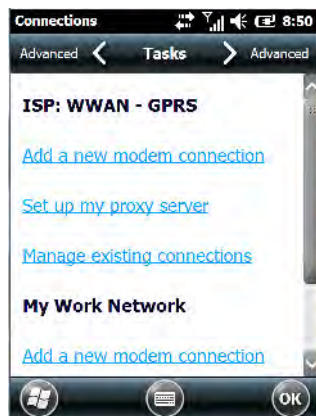 Connections 8:50
Advanced Tasks Advanced
ISP: WWAN - GPRS
Add a new modem connection
Set up my proxy server
Manage existing connections
My Work Network
Add a new modem connection
OK